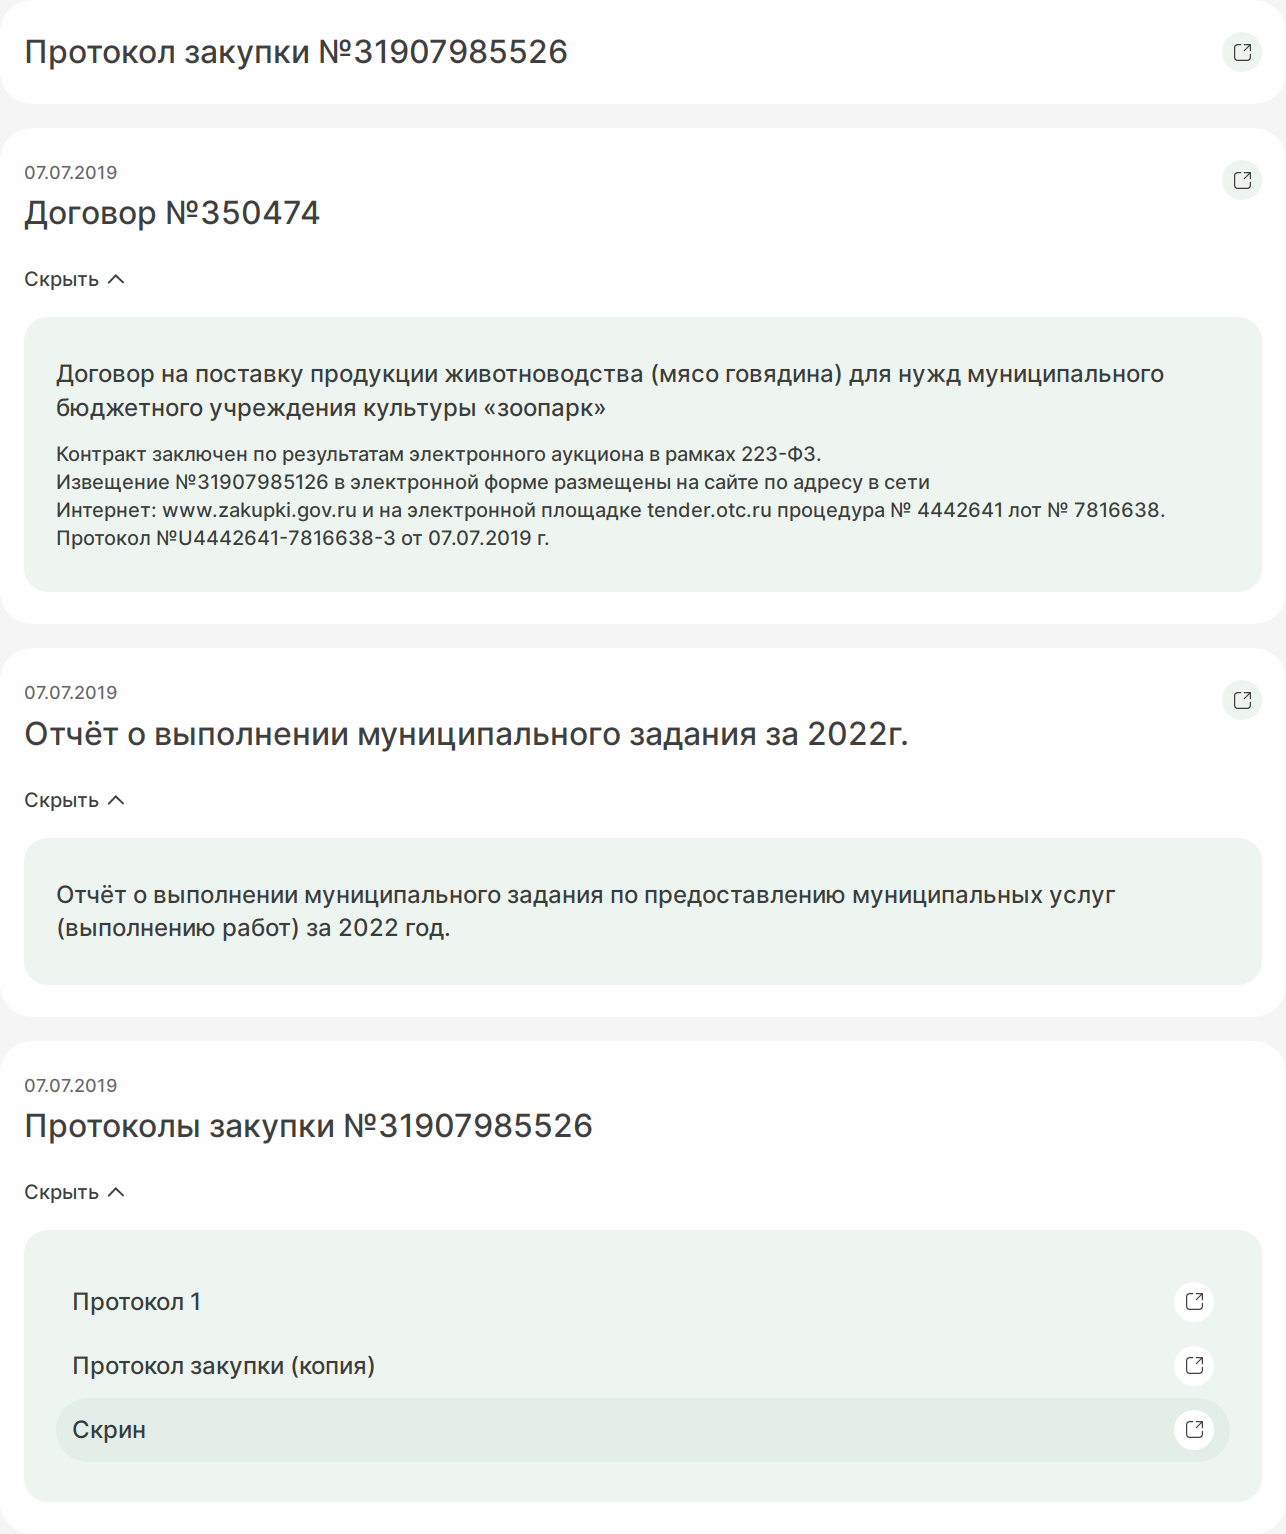 Протокол закупки №31907985526
07.07.2019
Договор №350474
Скрыть
Договор на поставку продукции животноводства (мясо говядина) для нужд муниципального
бюджетного учреждения культуры «зоопарк»
Контракт заключен по результатам электронного аукциона в рамках 223-ФЗ.
Извещение №31907985126 в электронной форме размещены на сайте по адресу в сети
Интернет: www.zakupki.gov.ru и на электронной площадке tender.otc.ru процедура № 4442641 лот № 7816638.
Протокол №U4442641-7816638-3 от 07.07.2019 г.
07.07.2019
Отчёт о выполнении муниципального задания за 2022г.
Скрыть
Отчёт о выполнении муниципального задания по предоставлению муниципальных услуг
(выполнению работ) за 2022 год.
07.07.2019
Протоколы закупки №31907985526
Скрыть
Протокол 1
Протокол закупки (копия)
Скрин